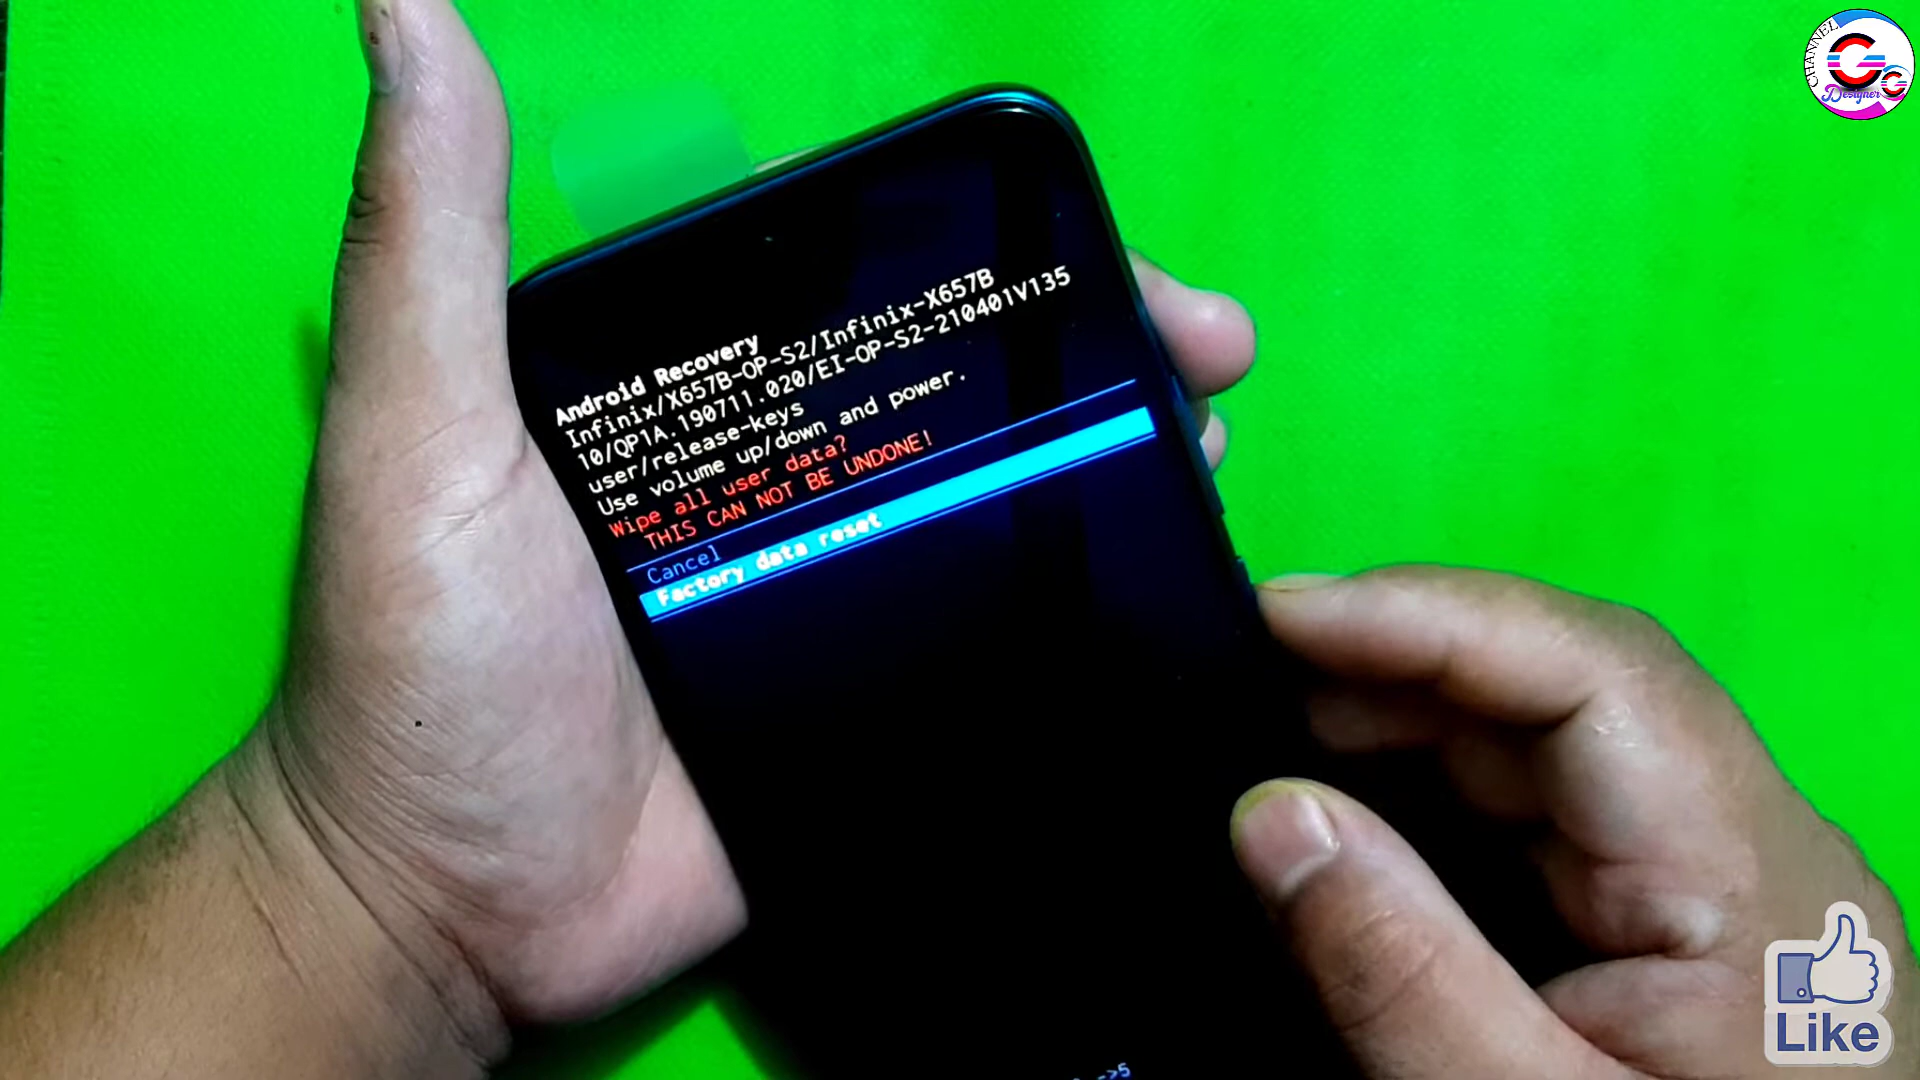 CHANNEL
Designer
Android Recovery
Infinix/X657B-OP-S2/Infinix-X657B
10/QP1A.190711.020/EI-OP-S2-210401V135
user/release-keys
Use volume up/down and power.
Wipe all user data?
THIS CAN NOT BE UNDONE!
Cancel
Factory data reset
->5
Like